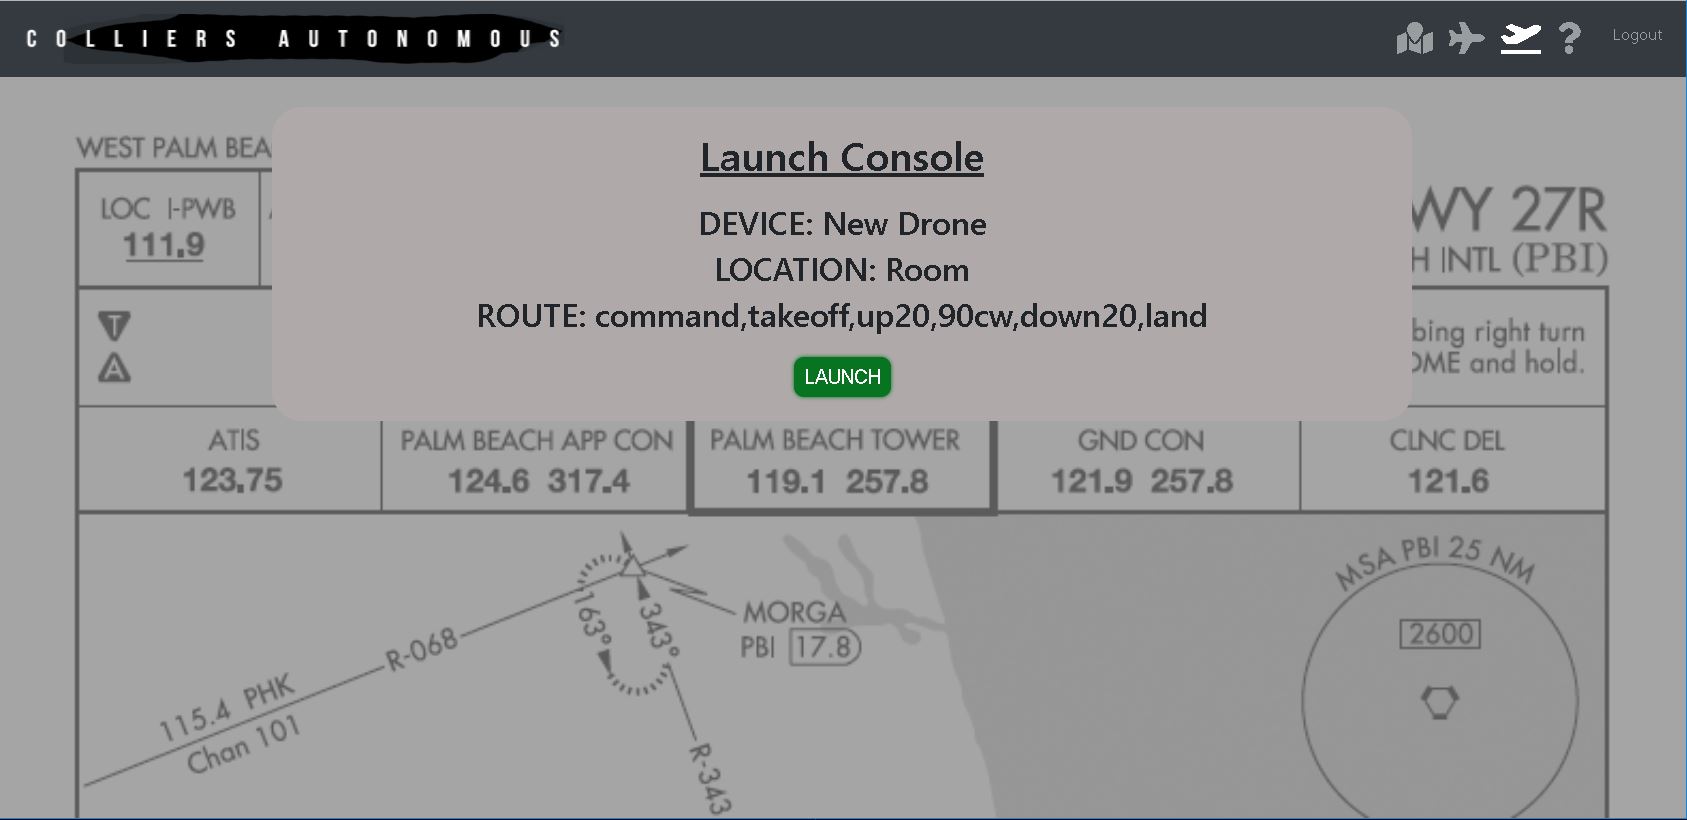 COLLIERS AUTONOMOUS
Logout
WEST PALM BEA
Launch Console
LOC I-PWB
111.9
WY 27R
H INTL (PBI)
DEVICE: New Drone
LOCATION: Room
ROUTE: command,takeoff,up20,90cw,down20,land
LAUNCH
T
A
bing right turn
OME and hold.
ATIS
123.75
PALM BEACH APP CON
124.6 317.4
PALM BEACH TOWER
119.1 257.8
GND CON
121.9 257.8
CLNC DEL
121.6
MSA PBI 25 NM
2600
MORGA
PBI 17.8
163°
343°
R-068
115.4 PHK
Chan 101
R-343